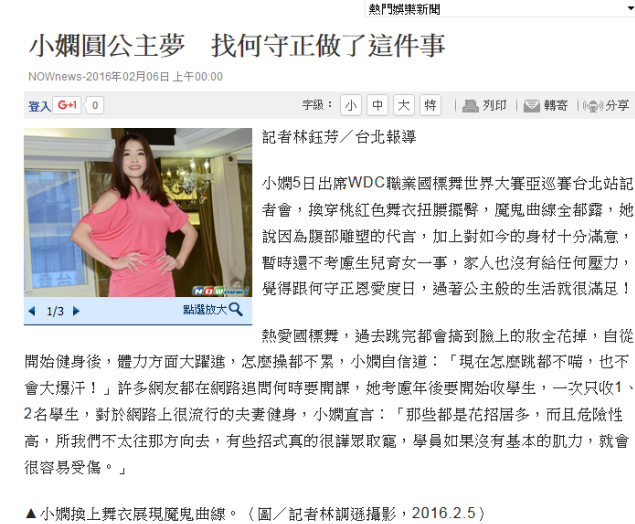 熱門娛樂新聞
小嫻圓公主夢 找何守正做了這件事
NOWnews-2016年02月06日 上午00:00
登入 G+1 0 字級： 小 中 大 特 列印 轉寄 分享
記者林鈺芳／台北報導
小嫻5日出席WDC職業國標舞世界大賽亞巡賽台北站記
者會，換穿桃紅色舞衣扭腰擺臀，魔鬼曲線全都露，她
說因為腹部雕塑的代言，加上對如今的身材十分滿意，
暫時還不考慮生兒育女一事，家人也沒有給任何壓力，
覺得跟何守正恩愛度日，過著公主般的生活就很滿足！
NOWnews
1/3 點選放大
熱愛國標舞，過去跳完都會搞到臉上的妝全花掉，自從
開始健身後，體力方面大躍進，怎麼操都不累，小嫻自信道：「現在怎麼跳都不喘，也不
會大爆汗！」許多網友都在網路追問何時要開課，她考慮年後要開始收學生，一次只收1、
2名學生，對於網路上很流行的夫妻健身，小嫻直言：「那些都是花招居多，而且危險性
高，所我們不太往那方向去，有些招式真的很譁眾取寵，學員如果沒有基本的肌力，就會
很容易受傷。」
▲小嫻換上舞衣展現魔鬼曲線。（圖／記者林調遜攝影，2016.2.5）